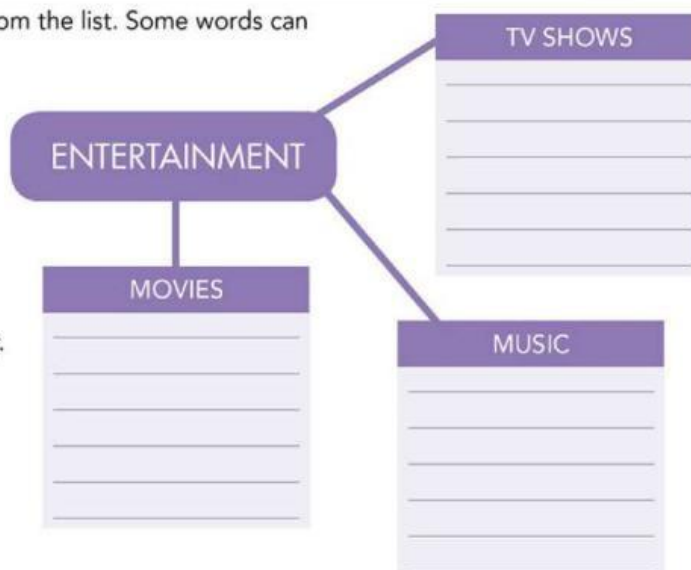 om the list. Some words can
TV SHOWS
ENTERTAINMENT
MOVIES
MUSIC